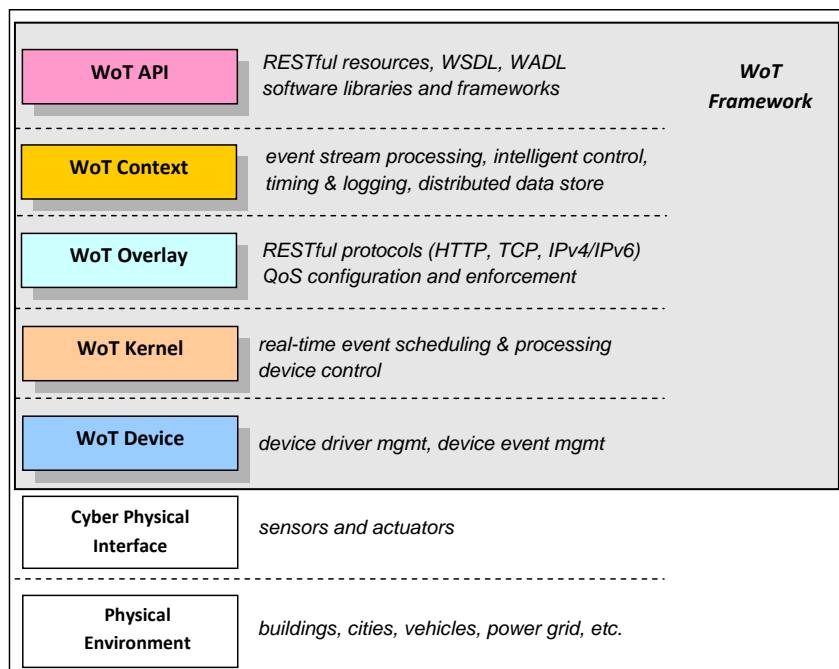 WoT API
RESTful resources, WSDL, WADL
software libraries and frameworks
WoT
Framework
WoT Context
event stream processing, intelligent control,
timing & logging, distributed data store
WoT Overlay
RESTful protocols (HTTP, TCP, IPv4/IPv6)
QoS configuration and enforcement
WoT Kernel
real-time event scheduling & processing
device control
WoT Device
device driver mgmt, device event mgmt
Cyber Physical
Interface
sensors and actuators
Physical
Environment
buildings, cities, vehicles, power grid, etc.